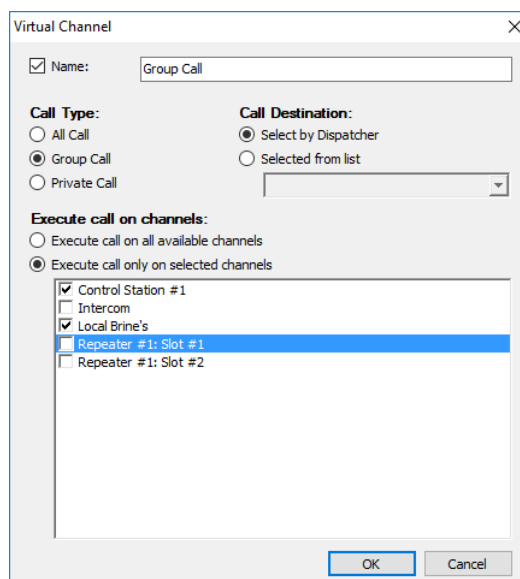 Virtual Channel
Name: Group Call
Call Type: Call Destination:
All Call Select by Dispatcher
Group Call Selected from list
Private Call
Execute call on channels:
Execute call on all available channels
Execute call only on selected channels
Control Station #1
Intercom
Local Brine's
Repeater #1: Slot #1
Repeater #1: Slot #2
OK Cancel